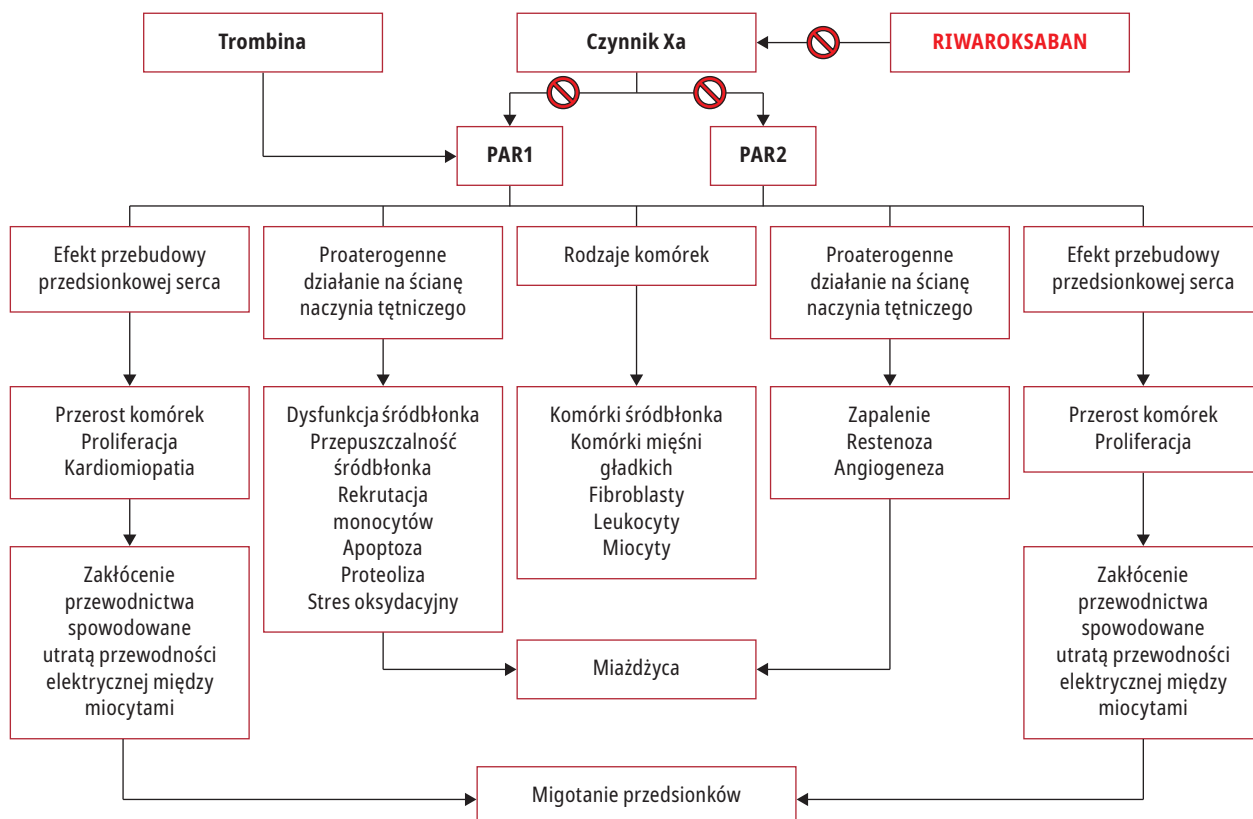 Trombina
Czynnik Xa
RIWAROKSABAN
PAR1
PAR2
Efekt przebudowy
przedsionkowej serca
Proaterogenne
działanie na ścianę
naczynia tętniczego
Rodzaje komórek
Proaterogenne
działanie na ścianę
naczynia tętniczego
Efekt przebudowy
przedsionkowej serca
Przerost komórek
Proliferacja
Kardiomiopatia
Dysfunkcja śródbłonka
Przepuszczalność
śródbłonka
Rekrutacja
monocytów
Apoptoza
Proteoliza
Stres oksydacyjny
Komórki śródbłonka
Komórki mięśni
gładkich
Fibroblasty
Leukocyty
Miocyty
Zapalenie
Restenoza
Angiogeneza
Przerost komórek
Proliferacja
Zakłócenie
przewodnictwa
spowodowane
utratą przewodności
elektrycznej między
miocytami
Miażdżyca
Zakłócenie
przewodnictwa
spowodowane
utratą przewodności
elektrycznej między
miocytami
Migotanie przedsionków